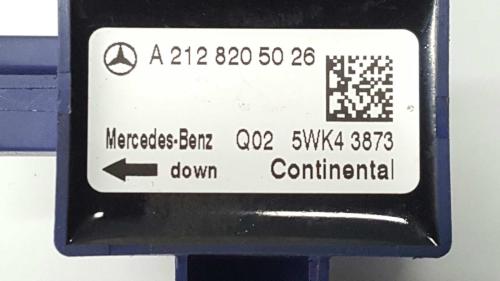 A 212 820 50 26
Mercedes-Benz Q02 5WK4 3873
down Continental